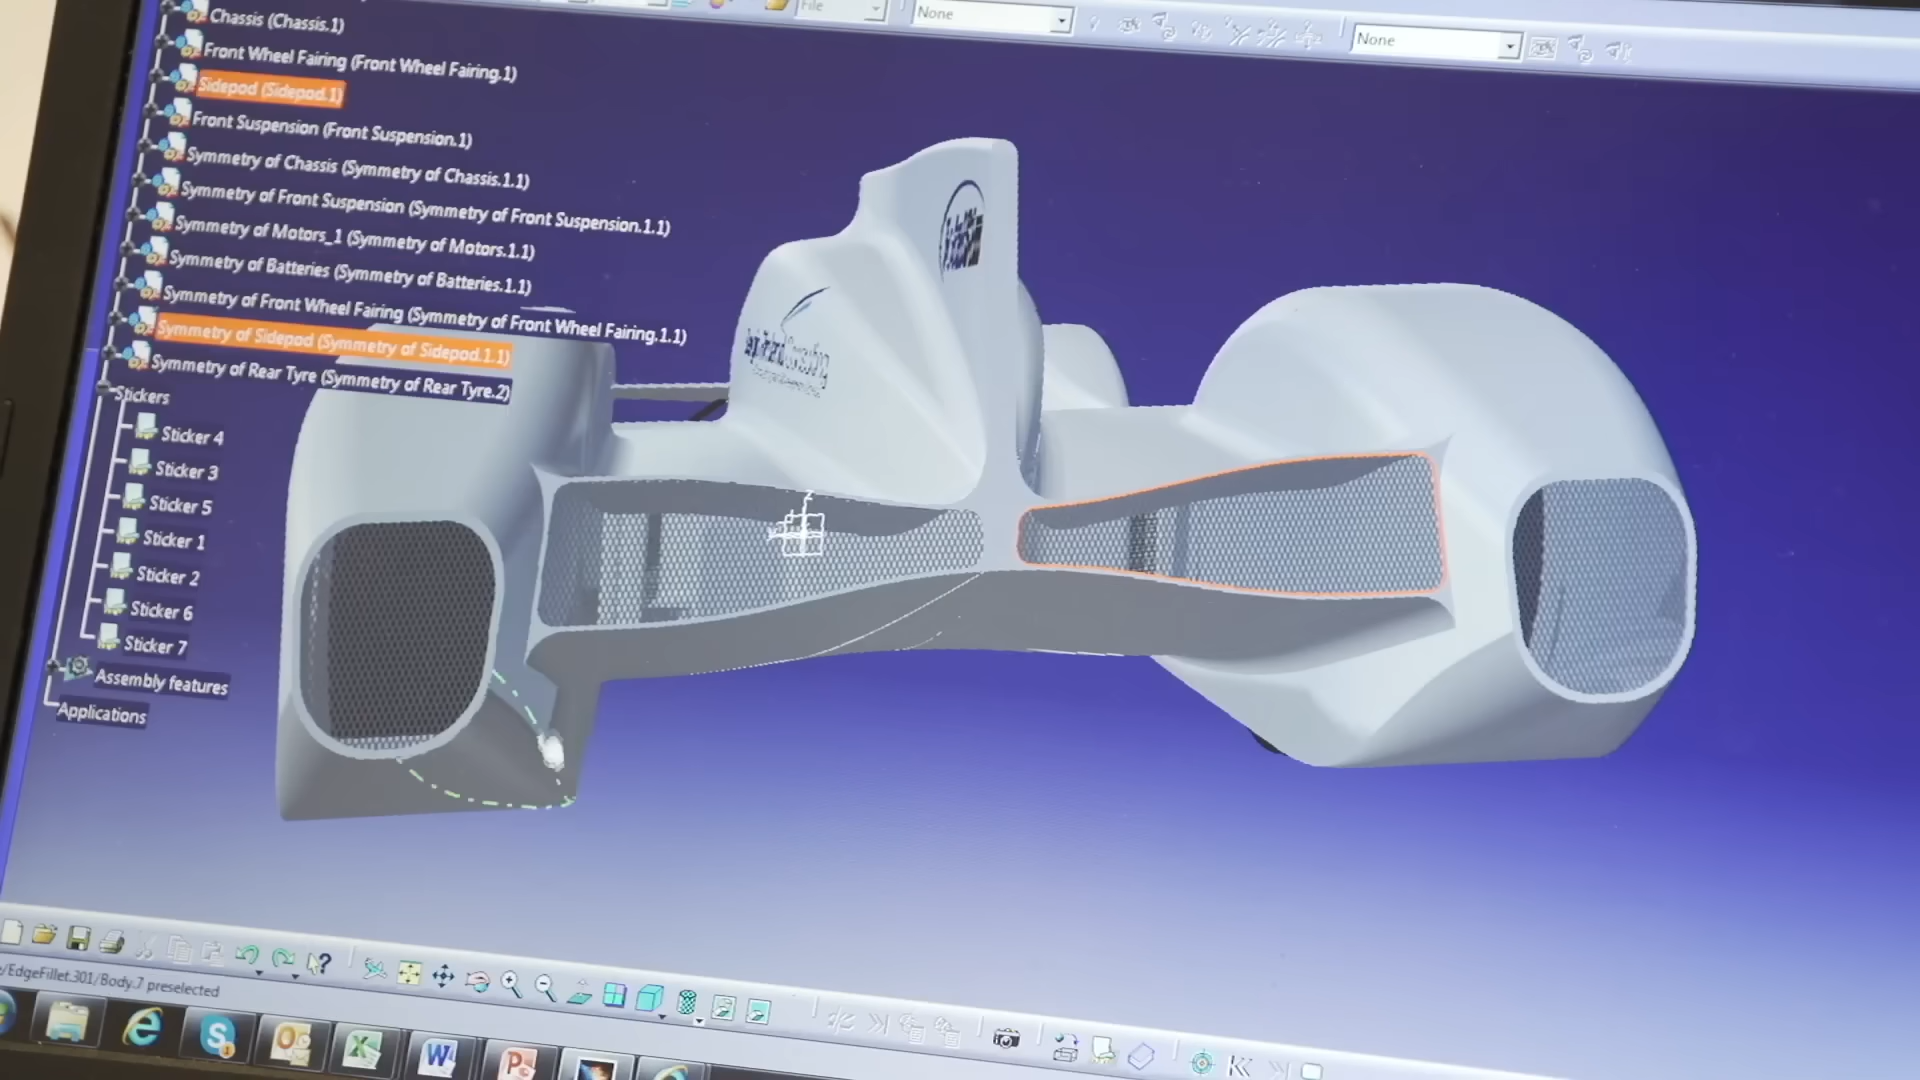 File
None
None
Chassis (Chassis.1)
Front Wheel Fairing (Front Wheel Fairing.1)
Sidepod (Sidepod.1)
Front Suspension (Front Suspension.1)
Symmetry of Chassis (Symmetry of Chassis.1.1)
Symmetry of Front Suspension (Symmetry of Front Suspension.1.1)
Symmetry of Motors_1 (Symmetry of Motors.1.1)
Symmetry of Batteries (Symmetry of Batteries.1.1)
Symmetry of Front Wheel Fairing (Symmetry of Front Wheel Fairing.1.1)
Symmetry of Sidepod (Symmetry of Sidepod.1.1)
Symmetry of Rear Tyre (Symmetry of Rear Tyre.2)
Stickers
Sticker 4
Sticker 3
Sticker 5
Sticker 1
Sticker 2
Sticker 6
Sticker 7
Assembly features
Applications
z
/EdgeFillet.301/Body.7 preselected